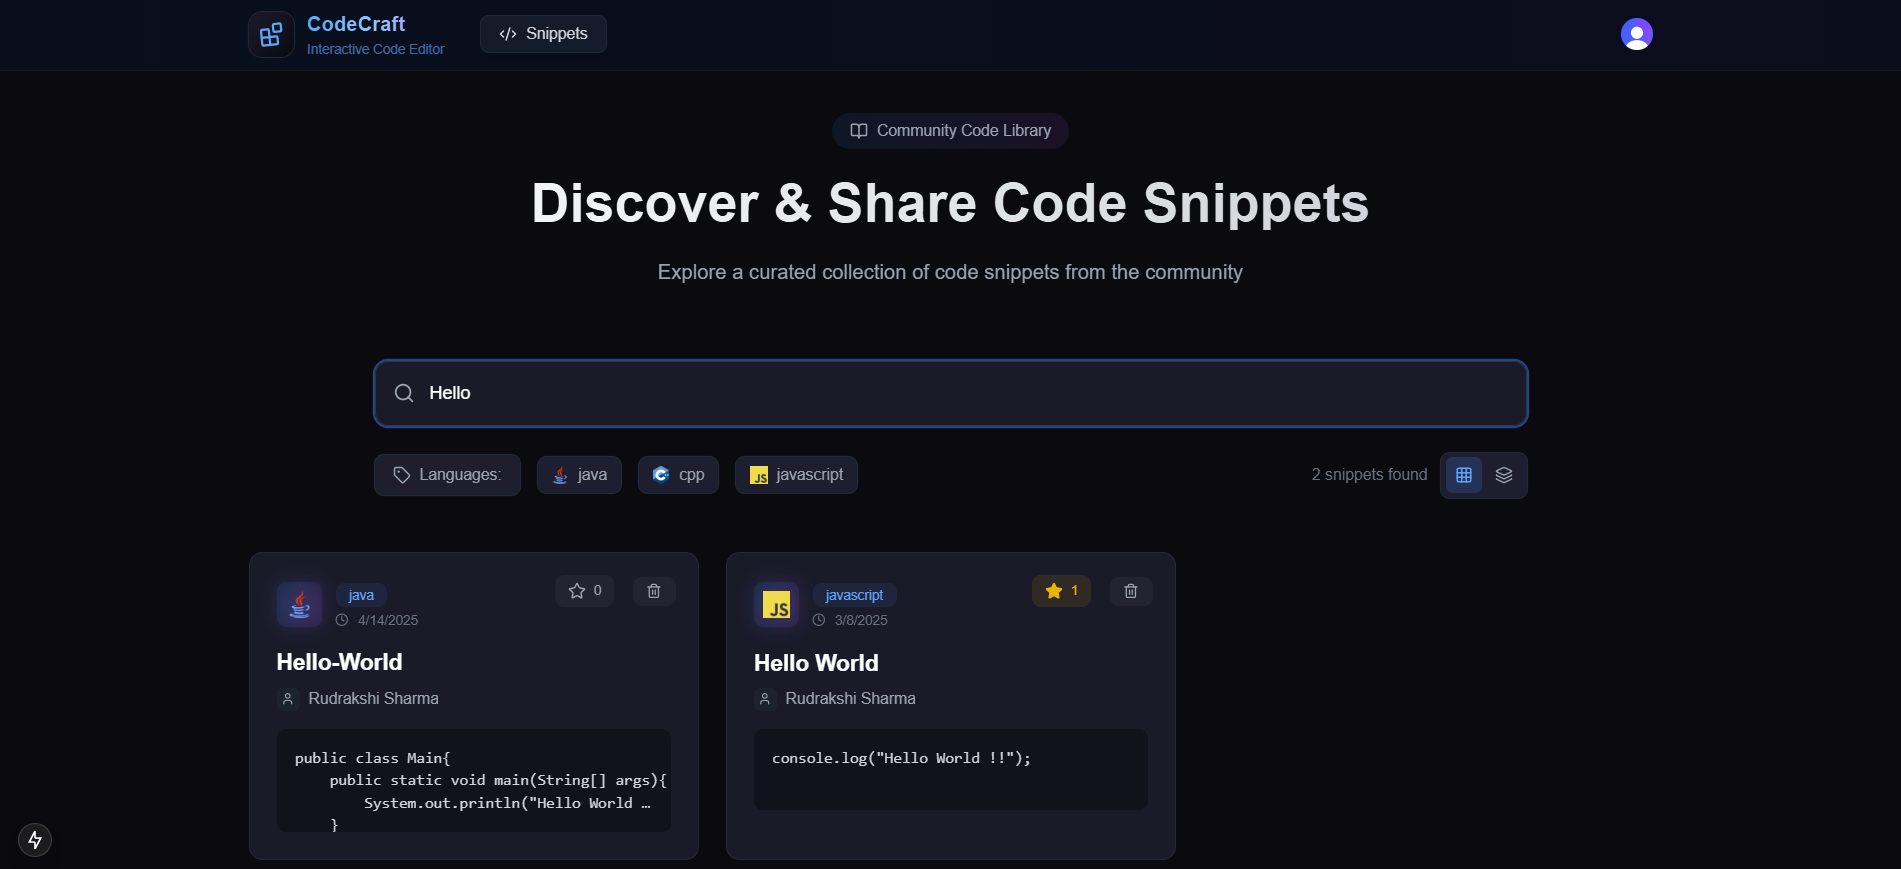 CodeCraft
Interactive Code Editor
Snippets
Community Code Library
Discover & Share Code Snippets
Explore a curated collection of code snippets from the community
Hello
Languages:
java
cpp
javascript
2 snippets found
java
4/14/2025
0
Hello-World
Rudrakshi Sharma
public class Main{
    public static void main(String[] args){
        System.out.println("Hello World …
    }
JS
javascript
3/8/2025
1
Hello World
Rudrakshi Sharma
console.log("Hello World !!");